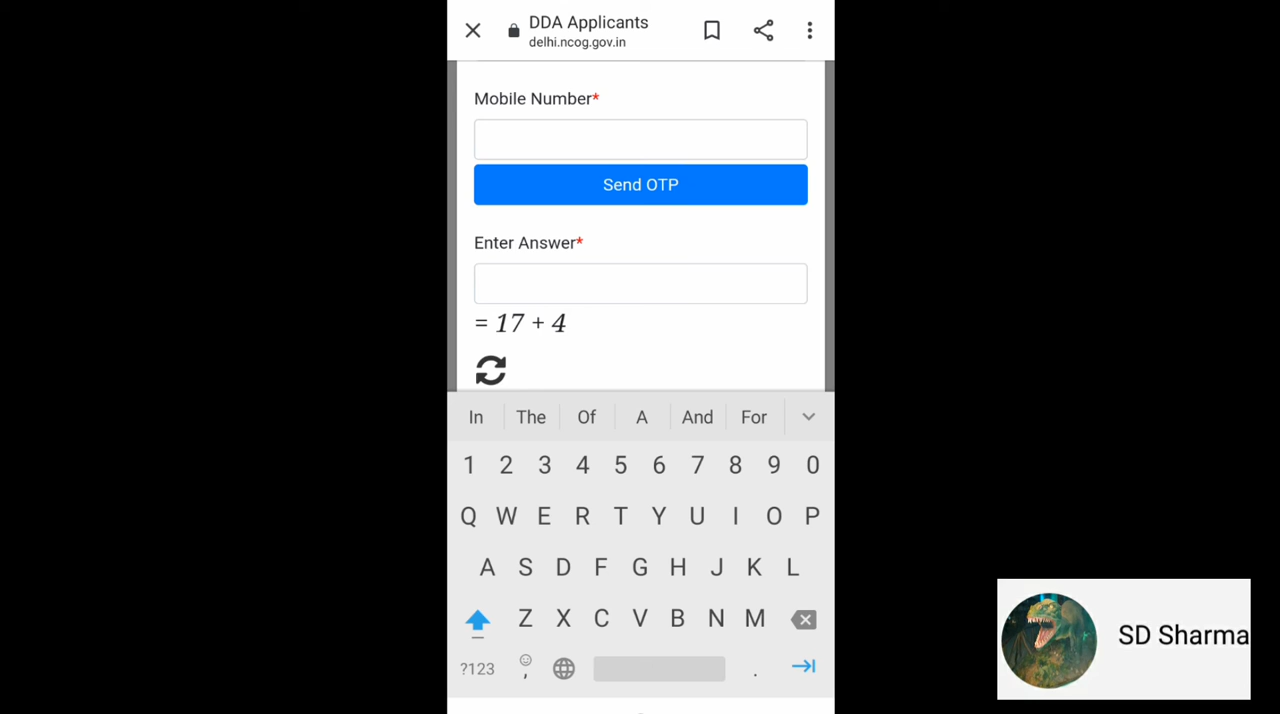 DDA Applicants
delhi.ncog.gov.in
Mobile Number*
Send OTP
Enter Answer*
= 17 + 4
In The Of A And For
1 2 3 4 5 6 7 8 9 0
Q W E R T Y U I O P
A S D F G H J K L
Z X C V B N M
?123 , .
SD Sharma